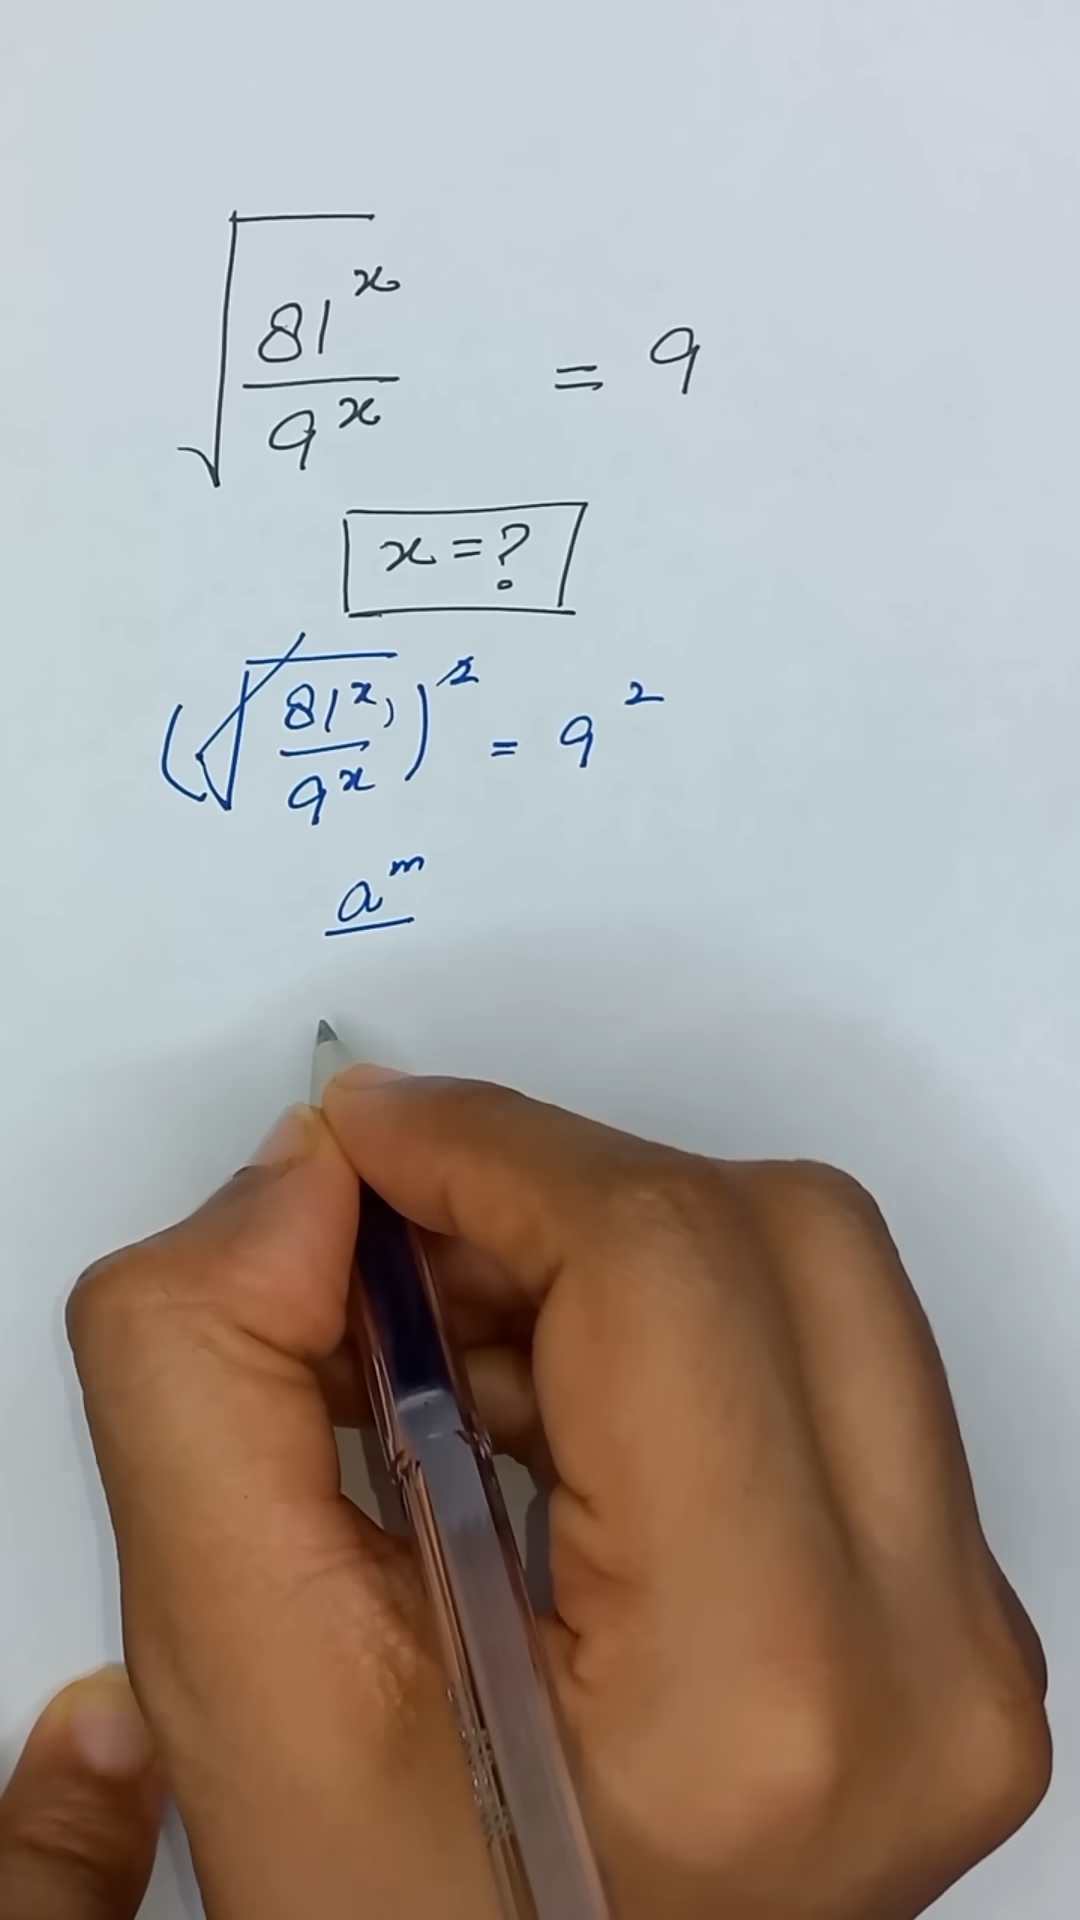 √(81^x / 9^x) = 9
x = ?
(√(81^x / 9^x))^2 = 9^2
a^m